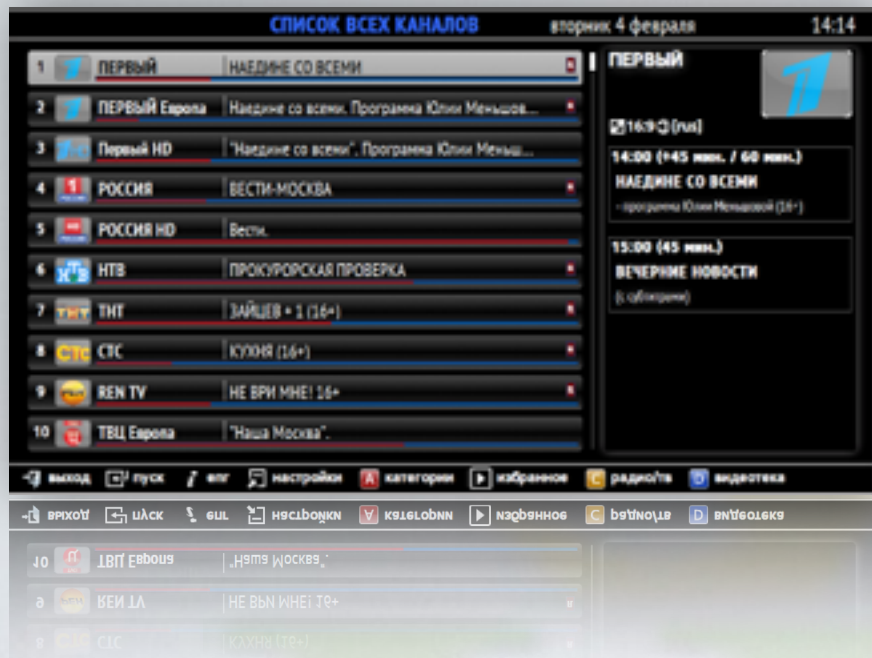 СПИСОК ВСЕХ КАНАЛОВ вторник 4 февраля 14:14
1 ПЕРВЫЙ НАЕДИНЕ СО ВСЕМИ
2 ПЕРВЫЙ Европа Наедине со всеми. Программа Юлии Меньшов...
3 Первый HD "Наедине со всеми". Программа Юлии Меньш...
4 РОССИЯ ВЕСТИ-МОСКВА
5 РОССИЯ HD Вести.
6 НТВ НТВ ПРОКУРОРСКАЯ ПРОВЕРКА
7 ТНТ ТНТ ЗАЙЦЕВ + 1 (16+)
8 СТС СТС КУХНЯ (16+)
9 REN TV НЕ ВРИ МНЕ! 16+
10 ТВЦ Европа "Наша Москва".
ПЕРВЫЙ
16:9 [rus]
14:00 (+45 мин. / 60 мин.)
НАЕДИНЕ СО ВСЕМИ
- программа Юлии Меньшовой (16+)
15:00 (45 мин.)
ВЕЧЕРНИЕ НОВОСТИ
(с субтитрами)
выход пуск i епг настройки A категории избранное C радио/тв D видеотека